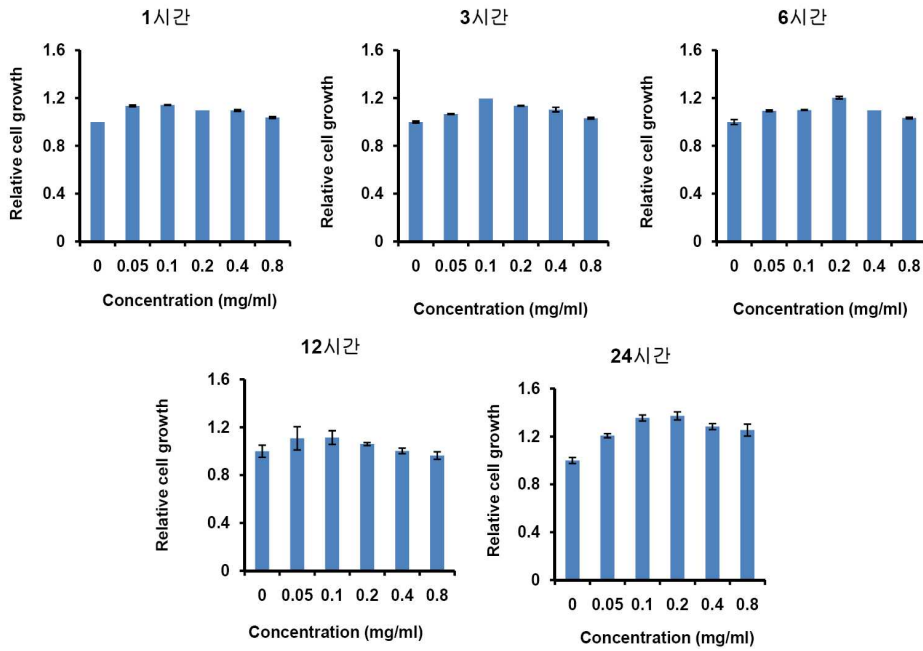 1시간
Relative cell growth
1.6
1.2
0.8
0.4
0
0 0.05 0.1 0.2 0.4 0.8
Concentration (mg/ml)
3시간
Relative cell growth
1.6
1.2
0.8
0.4
0
0 0.05 0.1 0.2 0.4 0.8
Concentration (mg/ml)
6시간
Relative cell growth
1.6
1.2
0.8
0.4
0
0 0.05 0.1 0.2 0.4 0.8
Concentration (mg/ml)
12시간
Relative cell growth
1.6
1.2
0.8
0.4
0
0 0.05 0.1 0.2 0.4 0.8
Concentration (mg/ml)
24시간
Relative cell growth
1.6
1.2
0.8
0.4
0
0 0.05 0.1 0.2 0.4 0.8
Concentration (mg/ml)